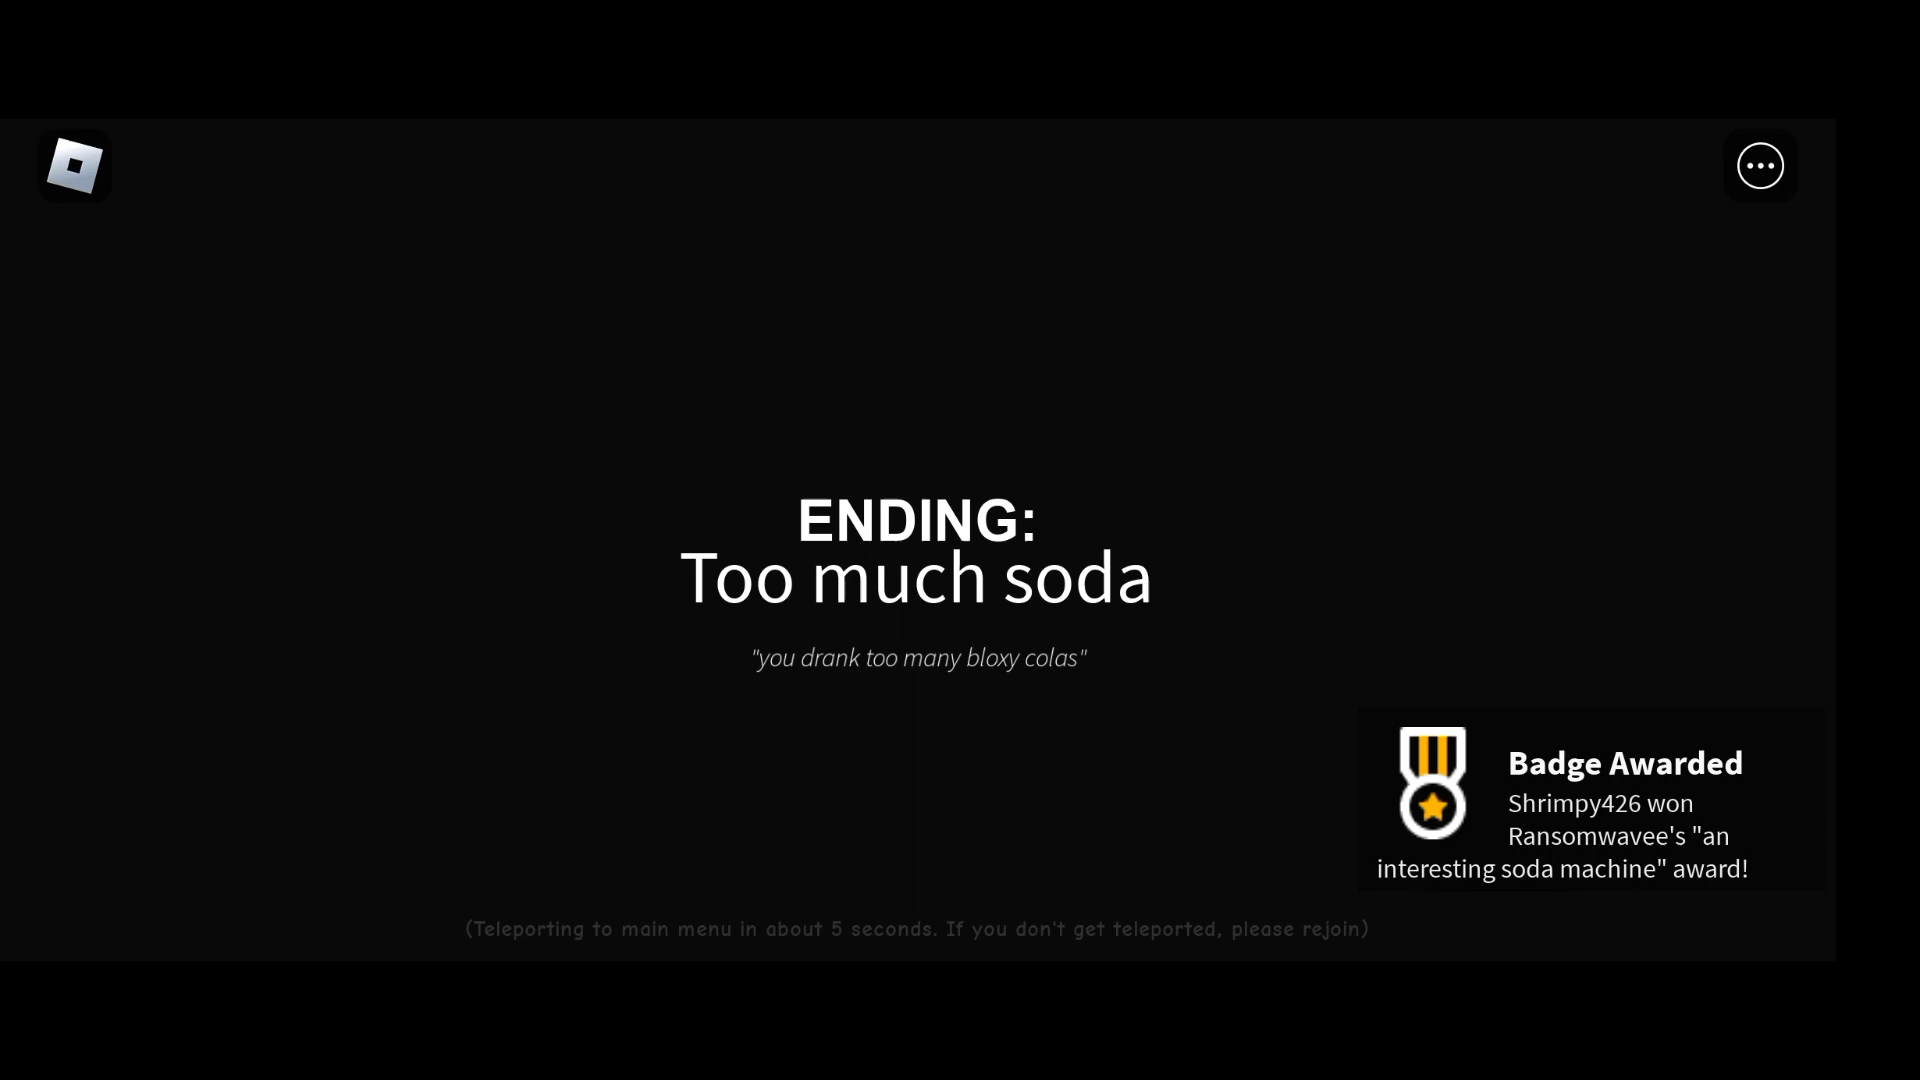 ENDING:
Too much soda
"you drank too many bloxy colas"
Badge Awarded
Shrimpy426 won
Ransomwavee's "an
interesting soda machine" award!
(Teleporting to main menu in about 5 seconds. If you don't get teleported, please rejoin)